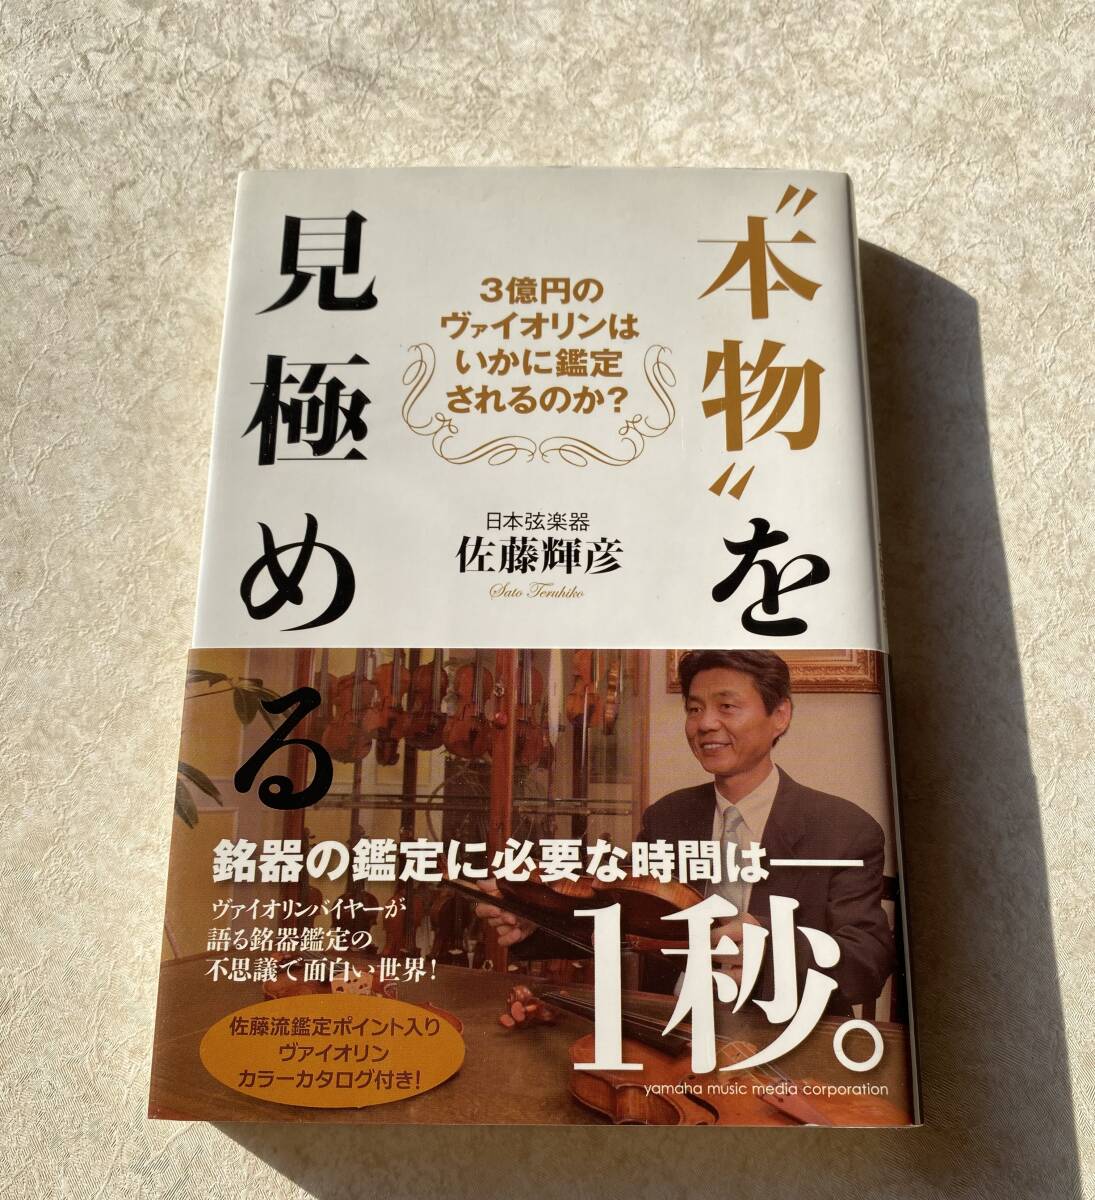 “本物”を
見極める
3億円の
ヴァイオリンは
いかに鑑定
されるのか?
日本弦楽器
佐藤輝彦
Sato Teruhiko
銘器の鑑定に必要な時間は——
1秒。
ヴァイオリンバイヤーが
語る銘器鑑定の
不思議で面白い世界!
佐藤流鑑定ポイント入り
ヴァイオリン
カラーカタログ付き!
yamaha music media corporation